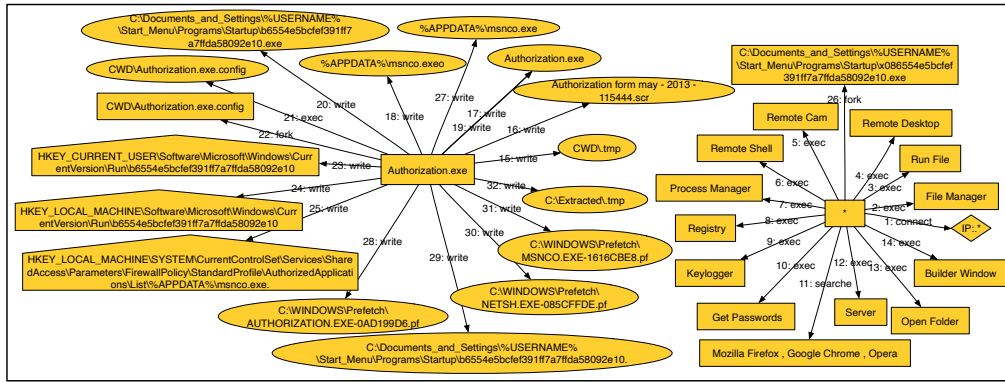 C:\Documents_and_Settings\%USERNAME%
\Start_Menu\Programs\Startup\b6554e5bcfef391ff7
a7ffda58092e10.exe
%APPDATA%\msnco.exe
%APPDATA%\msnco.exeo
Authorization.exe
CWD\Authorization.exe.config
Authorization form may - 2013 -
115444.scr
CWD\Authorization.exe.config
20: write
27: write
18: write
17: write
19: write
16: write
21: exec
22: fork
15: write
CWD\.tmp
HKEY_CURRENT_USER\Software\Microsoft\Windows\Cur
rentVersion\Run\b6554e5bcfef391ff7a7ffda58092e10
23: write
Authorization.exe
32: write
C:\Extracted\.tmp
24: write
HKEY_LOCAL_MACHINE\Software\Microsoft\Windows\Curr
entVersion\Run\b6554e5bcfef391ff7a7ffda58092e10
25: write
31: write
30: write
28: write
29: write
HKEY_LOCAL_MACHINE\SYSTEM\CurrentControlSet\Services\Shared
Access\Parameters\FirewallPolicy\StandardProfile\AuthorizedApplicati
ons\List\%APPDATA%\msnco.exe.
C:\WINDOWS\Prefetch\
MSNCO.EXE-1616CBE8.pf
C:\WINDOWS\Prefetch\
NETSH.EXE-085CFFDE.pf
C:\WINDOWS\Prefetch\
AUTHORIZATION.EXE-0AD199D6.pf
C:\Documents_and_Settings\%USERNAME%
\Start_Menu\Programs\Startup\b6554e5bcfef391ff7a7ffda58092e10.
C:\Documents_and_Settings\%USERNAME%
\Start_Menu\Programs\Startup\x086554e5bcfef
391ff7a7ffda58092e10.exe
26: fork
Remote Cam
Remote Desktop
5: exec
Remote Shell
Run File
4: exec
6: exec
3: exec
Process Manager
File Manager
7: exec
2: exec
*
8: exec
1: connect
IP:.*
Registry
9: exec
14: exec
Keylogger
Builder Window
10: exec
12: exec
13: exec
11: searche
Get Passwords
Server
Open Folder
Mozilla Firefox , Google Chrome , Opera